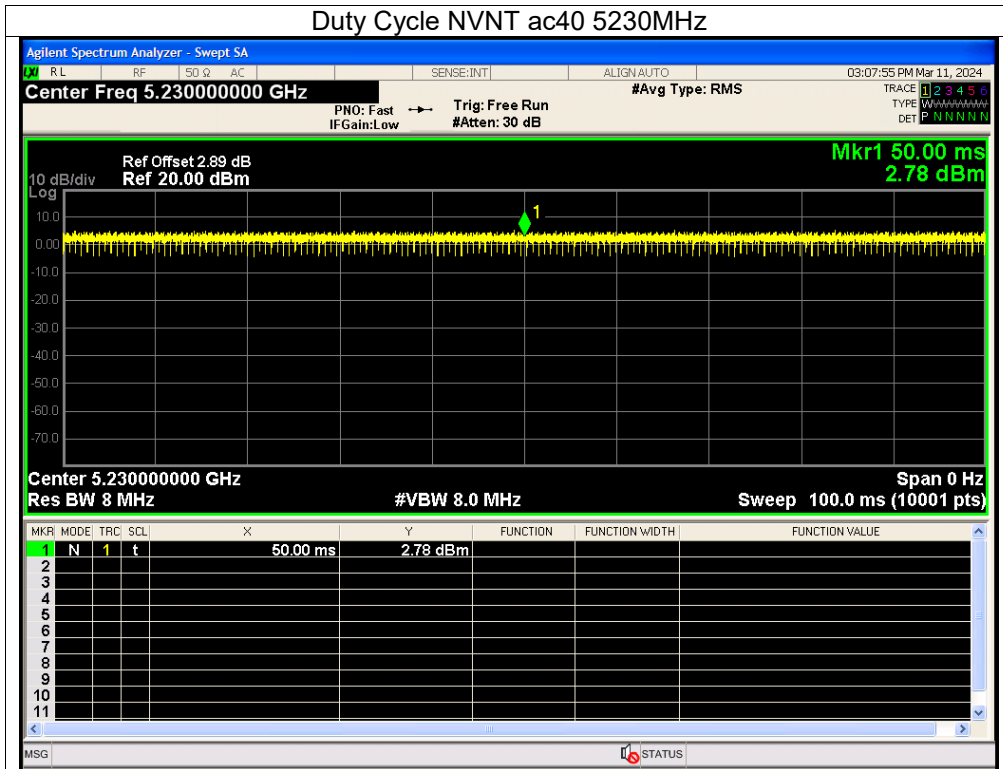 Duty Cycle NVNT ac40 5230MHz
Agilent Spectrum Analyzer - Swept SA
LXI RL RF 50 Ω AC SENSE:INT ALIGN AUTO 03:07:55 PM Mar 11, 2024
Center Freq 5.230000000 GHz #Avg Type: RMS TRACE 1 2 3 4 5 6
PNO: Fast Trig: Free Run TYPE WWWWWW
IFGain:Low #Atten: 30 dB DET P N N N N N
Mkr1 50.00 ms
2.78 dBm
Ref Offset 2.89 dB
10 dB/div Ref 20.00 dBm
Log
1
10.0
0.00
-10.0
-20.0
-30.0
-40.0
-50.0
-60.0
-70.0
Center 5.230000000 GHz Span 0 Hz
Res BW 8 MHz #VBW 8.0 MHz Sweep 100.0 ms (10001 pts)
MKR MODE TRC SCL X Y FUNCTION FUNCTION WIDTH FUNCTION VALUE
1 N 1 t 50.00 ms 2.78 dBm
2
3
4
5
6
7
8
9
10
11
MSG STATUS